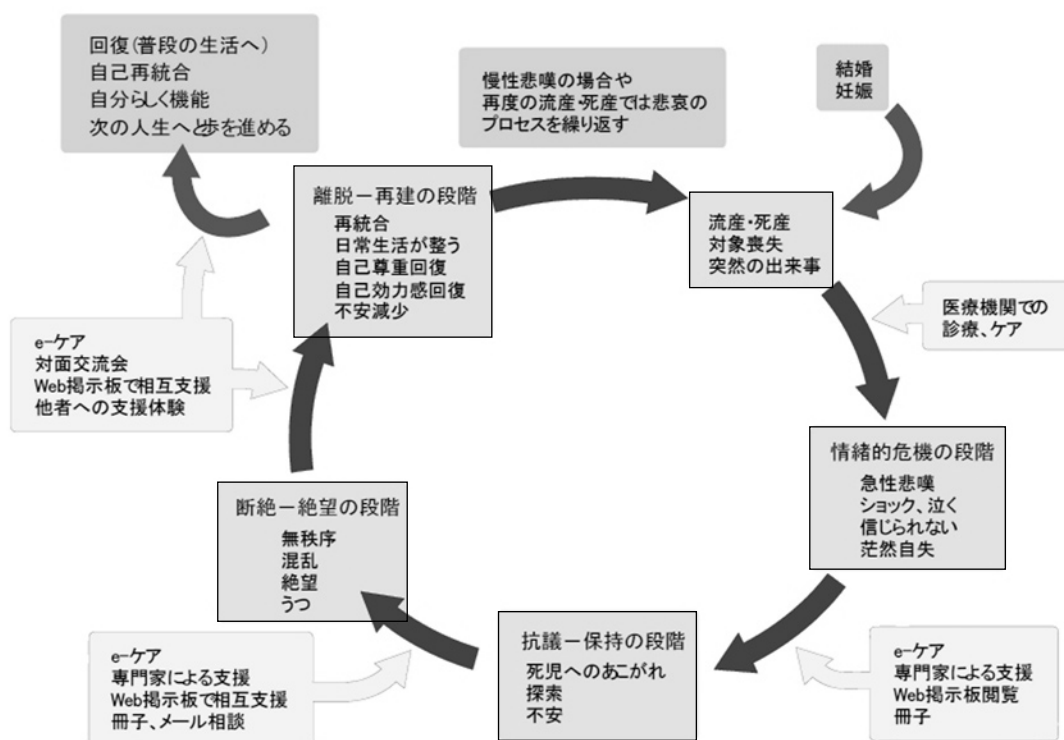 回復(普段の生活へ)
自己再統合
自分らしく機能
次の人生へと歩を進める
慢性悲嘆の場合や
再度の流産・死産では悲哀の
プロセスを繰り返す
結婚
妊娠
離脱－再建の段階
再統合
日常生活が整う
自己尊重回復
自己効力感回復
不安減少
流産・死産
対象喪失
突然の出来事
医療機関での
診療、ケア
e-ケア
対面交流会
Web掲示板で相互支援
他者への支援体験
情緒的危機の段階
急性悲嘆
ショック、泣く
信じられない
茫然自失
断絶－絶望の段階
無秩序
混乱
絶望
うつ
抗議－保持の段階
死児へのあこがれ
探索
不安
e-ケア
専門家による支援
Web掲示板で相互支援
冊子、メール相談
e-ケア
専門家による支援
Web掲示板閲覧
冊子